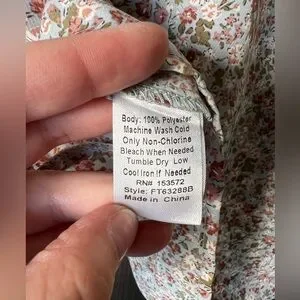 Body: 100% Polyester
Machine Wash Cold
Only Non-Chlorine
Bleach When Needed
Tumble Dry Low
Cool Iron If Needed
RN# 153572
Style: FT63288B
Made in China